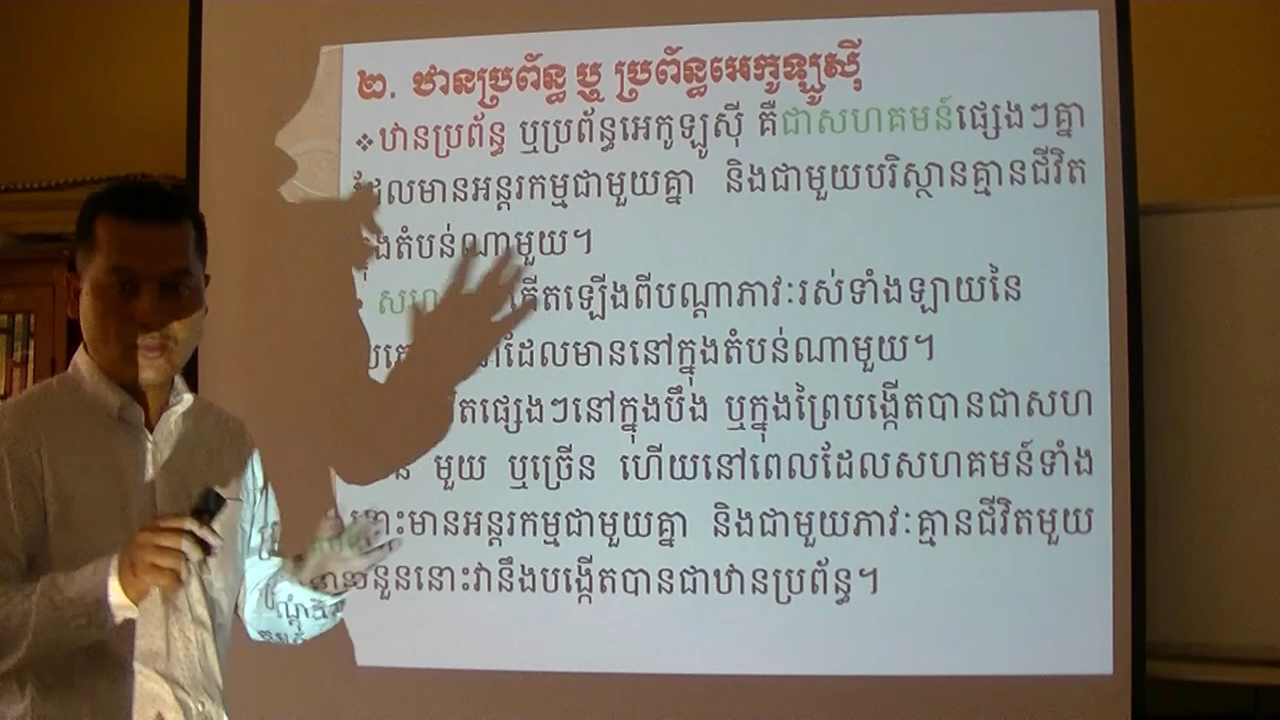 ២. ឋានប្រព័ន្ធ ឬ ប្រព័ន្ធអេកូឡូស៊ី
❖ឋានប្រព័ន្ធ ឬប្រព័ន្ធអេកូឡូស៊ី គឺជាសហគមន៍ផ្សេងៗគ្នា
ដែលមានអន្តរកម្មជាមួយគ្នា និងជាមួយបរិស្ថានគ្មានជីវិត
តំបន់ណាមួយ។
កើតឡើងពីបណ្តាភាវៈរស់ទាំងឡាយនៃ
ដែលមាននៅក្នុងតំបន់ណាមួយ។
ផ្សេងៗនៅក្នុងបឹង ឬក្នុងព្រៃបង្កើតបានជាសហ
មួយ ឬច្រើន ហើយនៅពេលដែលសហគមន៍ទាំង
នោះមានអន្តរកម្មជាមួយគ្នា និងជាមួយភាវៈគ្មានជីវិតមួយ
ចំនួននោះវានឹងបង្កើតបានជាឋានប្រព័ន្ធ។